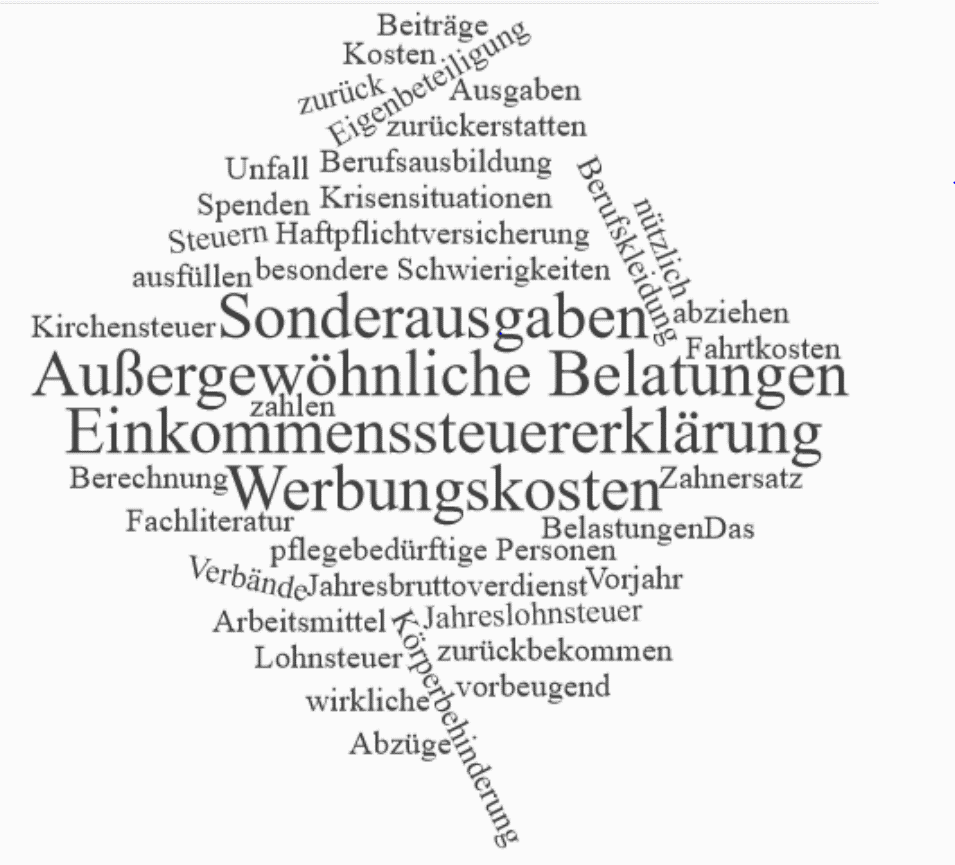 Beiträge
Kosten
zurück
Eigenbeteiligung
Ausgaben
zurückerstatten
Unfall
Berufsausbildung
Berufskleidung
Spenden
Krisensituationen
nützlich
Steuern
Haftpflichtversicherung
ausfüllen
besondere Schwierigkeiten
Kirchensteuer
Sonderausgaben
abziehen
Fahrtkosten
Außergewöhnliche Belatungen
zahlen
Einkommenssteuererklärung
Berechnung
Werbungskosten
Zahnersatz
Fachliteratur
BelastungenDas
pflegebedürftige Personen
Verbände
Jahresbruttoverdienst
Vorjahr
Arbeitsmittel
Körperbehinderung
Jahreslohnsteuer
Lohnsteuer
zurückbekommen
wirkliche
vorbeugend
Abzüge